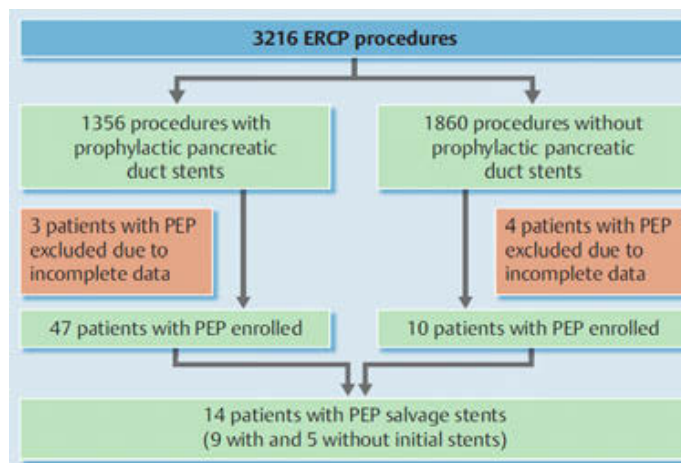 3216 ERCP procedures
1356 procedures with
prophylactic pancreatic
duct stents
1860 procedures without
prophylactic pancreatic
duct stents
3 patients with PEP
excluded due to
incomplete data
4 patients with PEP
excluded due to
incomplete data
47 patients with PEP enrolled
10 patients with PEP enrolled
14 patients with PEP salvage stents
(9 with and 5 without initial stents)